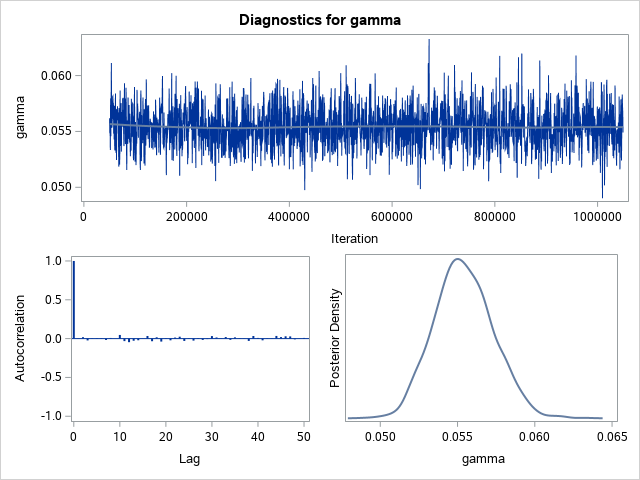 Diagnostics for gamma
gamma
0.060
0.055
0.050
0 200000 400000 600000 800000 1000000
Iteration
Autocorrelation
1.0
0.5
0.0
-0.5
-1.0
0 10 20 30 40 50
Lag
Posterior Density
0.050 0.055 0.060 0.065
gamma